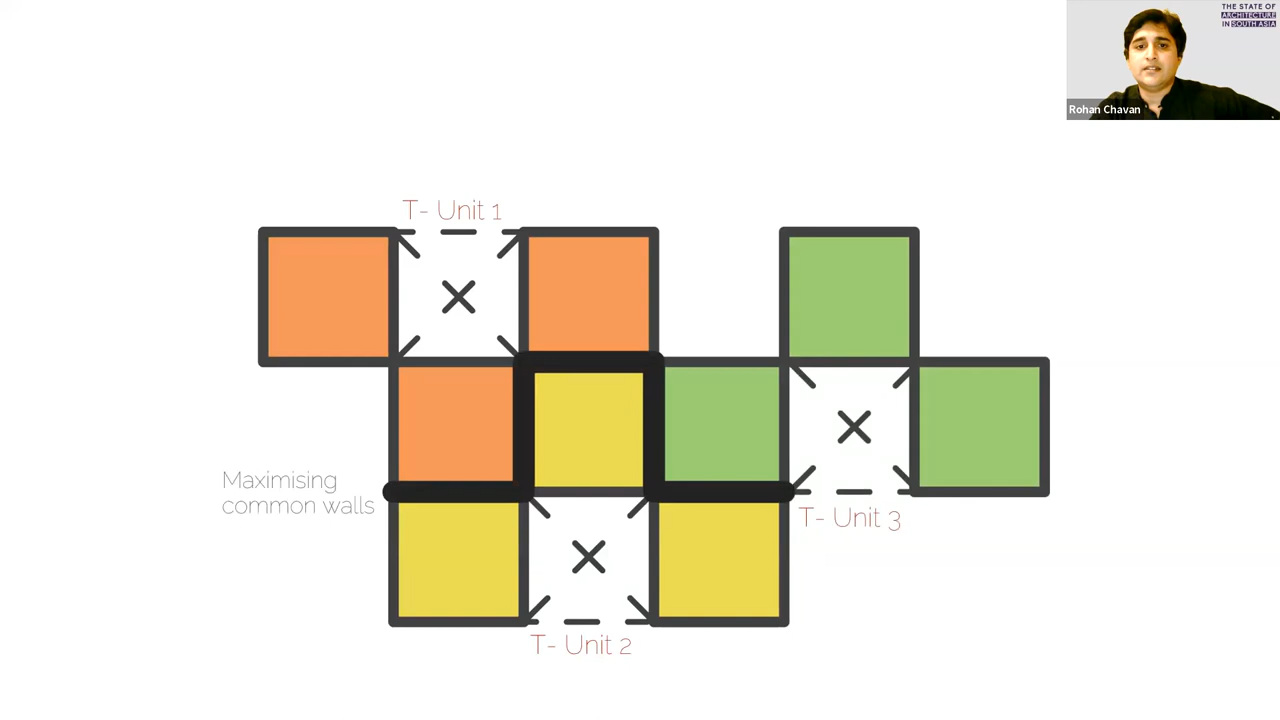 THE STATE OF
ARCHITECTURE
IN SOUTH ASIA
Rohan Chavan
T- Unit 1
Maximising
common walls
T- Unit 3
T- Unit 2